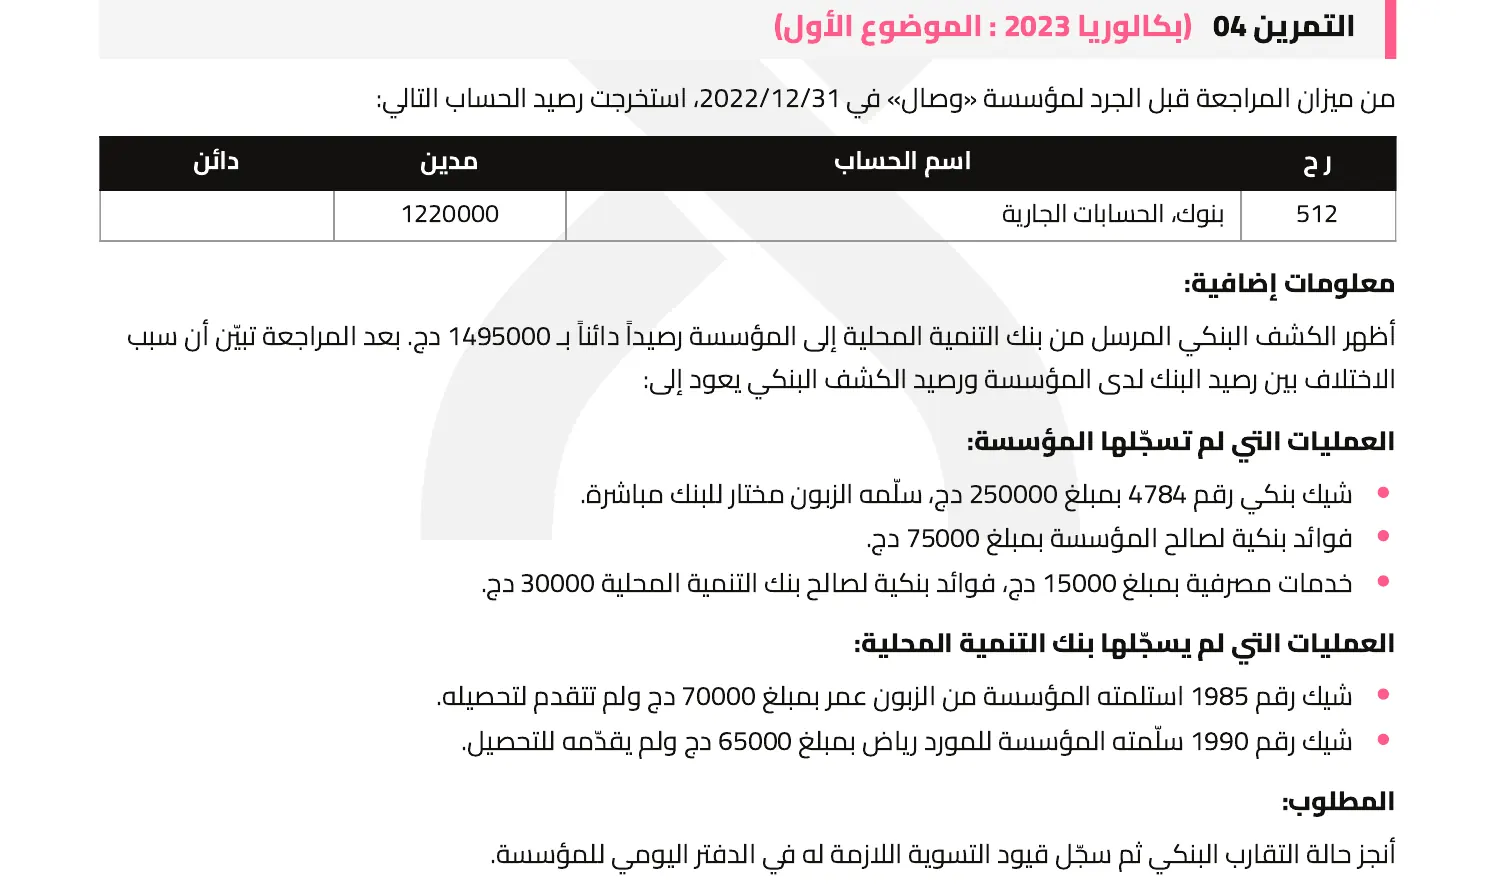 التمرين 04 (بكالوريا 2023 : الموضوع الأول)
من ميزان المراجعة قبل الجرد لمؤسسة «وصال» في 2022/12/31، استخرجت رصيد الحساب التالي:
ر ح اسم الحساب مدين دائن
512 بنوك، الحسابات الجارية 1220000
معلومات إضافية:
أظهر الكشف البنكي المرسل من بنك التنمية المحلية إلى المؤسسة رصيداً دائناً بـ 1495000 دج. بعد المراجعة تبيّن أن سبب
الاختلاف بين رصيد البنك لدى المؤسسة ورصيد الكشف البنكي يعود إلى:
العمليات التي لم تسجّلها المؤسسة:
• شيك بنكي رقم 4784 بمبلغ 250000 دج، سلّمه الزبون مختار للبنك مباشرة.
• فوائد بنكية لصالح المؤسسة بمبلغ 75000 دج.
• خدمات مصرفية بمبلغ 15000 دج، فوائد بنكية لصالح بنك التنمية المحلية 30000 دج.
العمليات التي لم يسجّلها بنك التنمية المحلية:
• شيك رقم 1985 استلمته المؤسسة من الزبون عمر بمبلغ 70000 دج ولم تتقدم لتحصيله.
• شيك رقم 1990 سلّمته المؤسسة للمورد رياض بمبلغ 65000 دج ولم يقدّمه للتحصيل.
المطلوب:
أنجز حالة التقارب البنكي ثم سجّل قيود التسوية اللازمة له في الدفتر اليومي للمؤسسة.